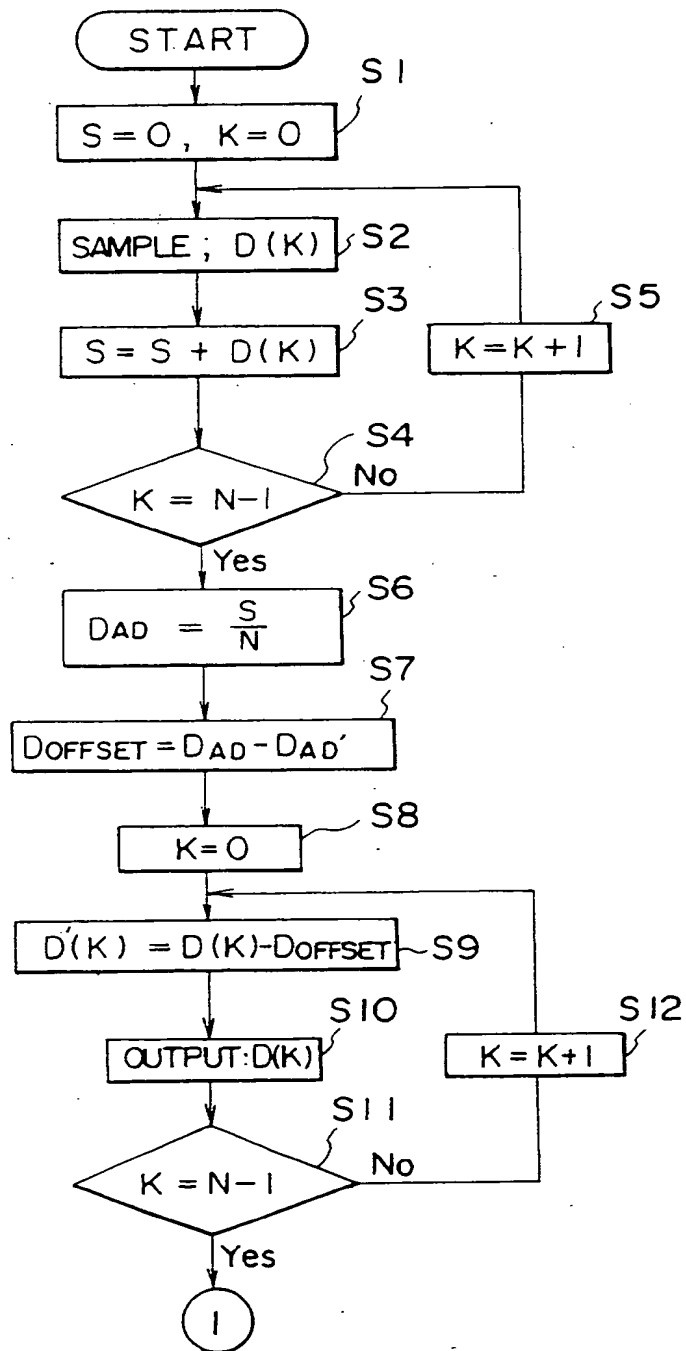 START
S1
S = 0, K = 0
SAMPLE; D(K)
S2
S3
S = S + D(K)
S5
K = K + 1
S4
K = N-1
No
Yes
S6
DAD = S/N
S7
DOFFSET = DAD - DAD'
S8
K = 0
D'(K) = D(K)-DOFFSET
S9
S10
OUTPUT:D(K)
S12
K = K+1
S11
K = N-1
No
Yes
1